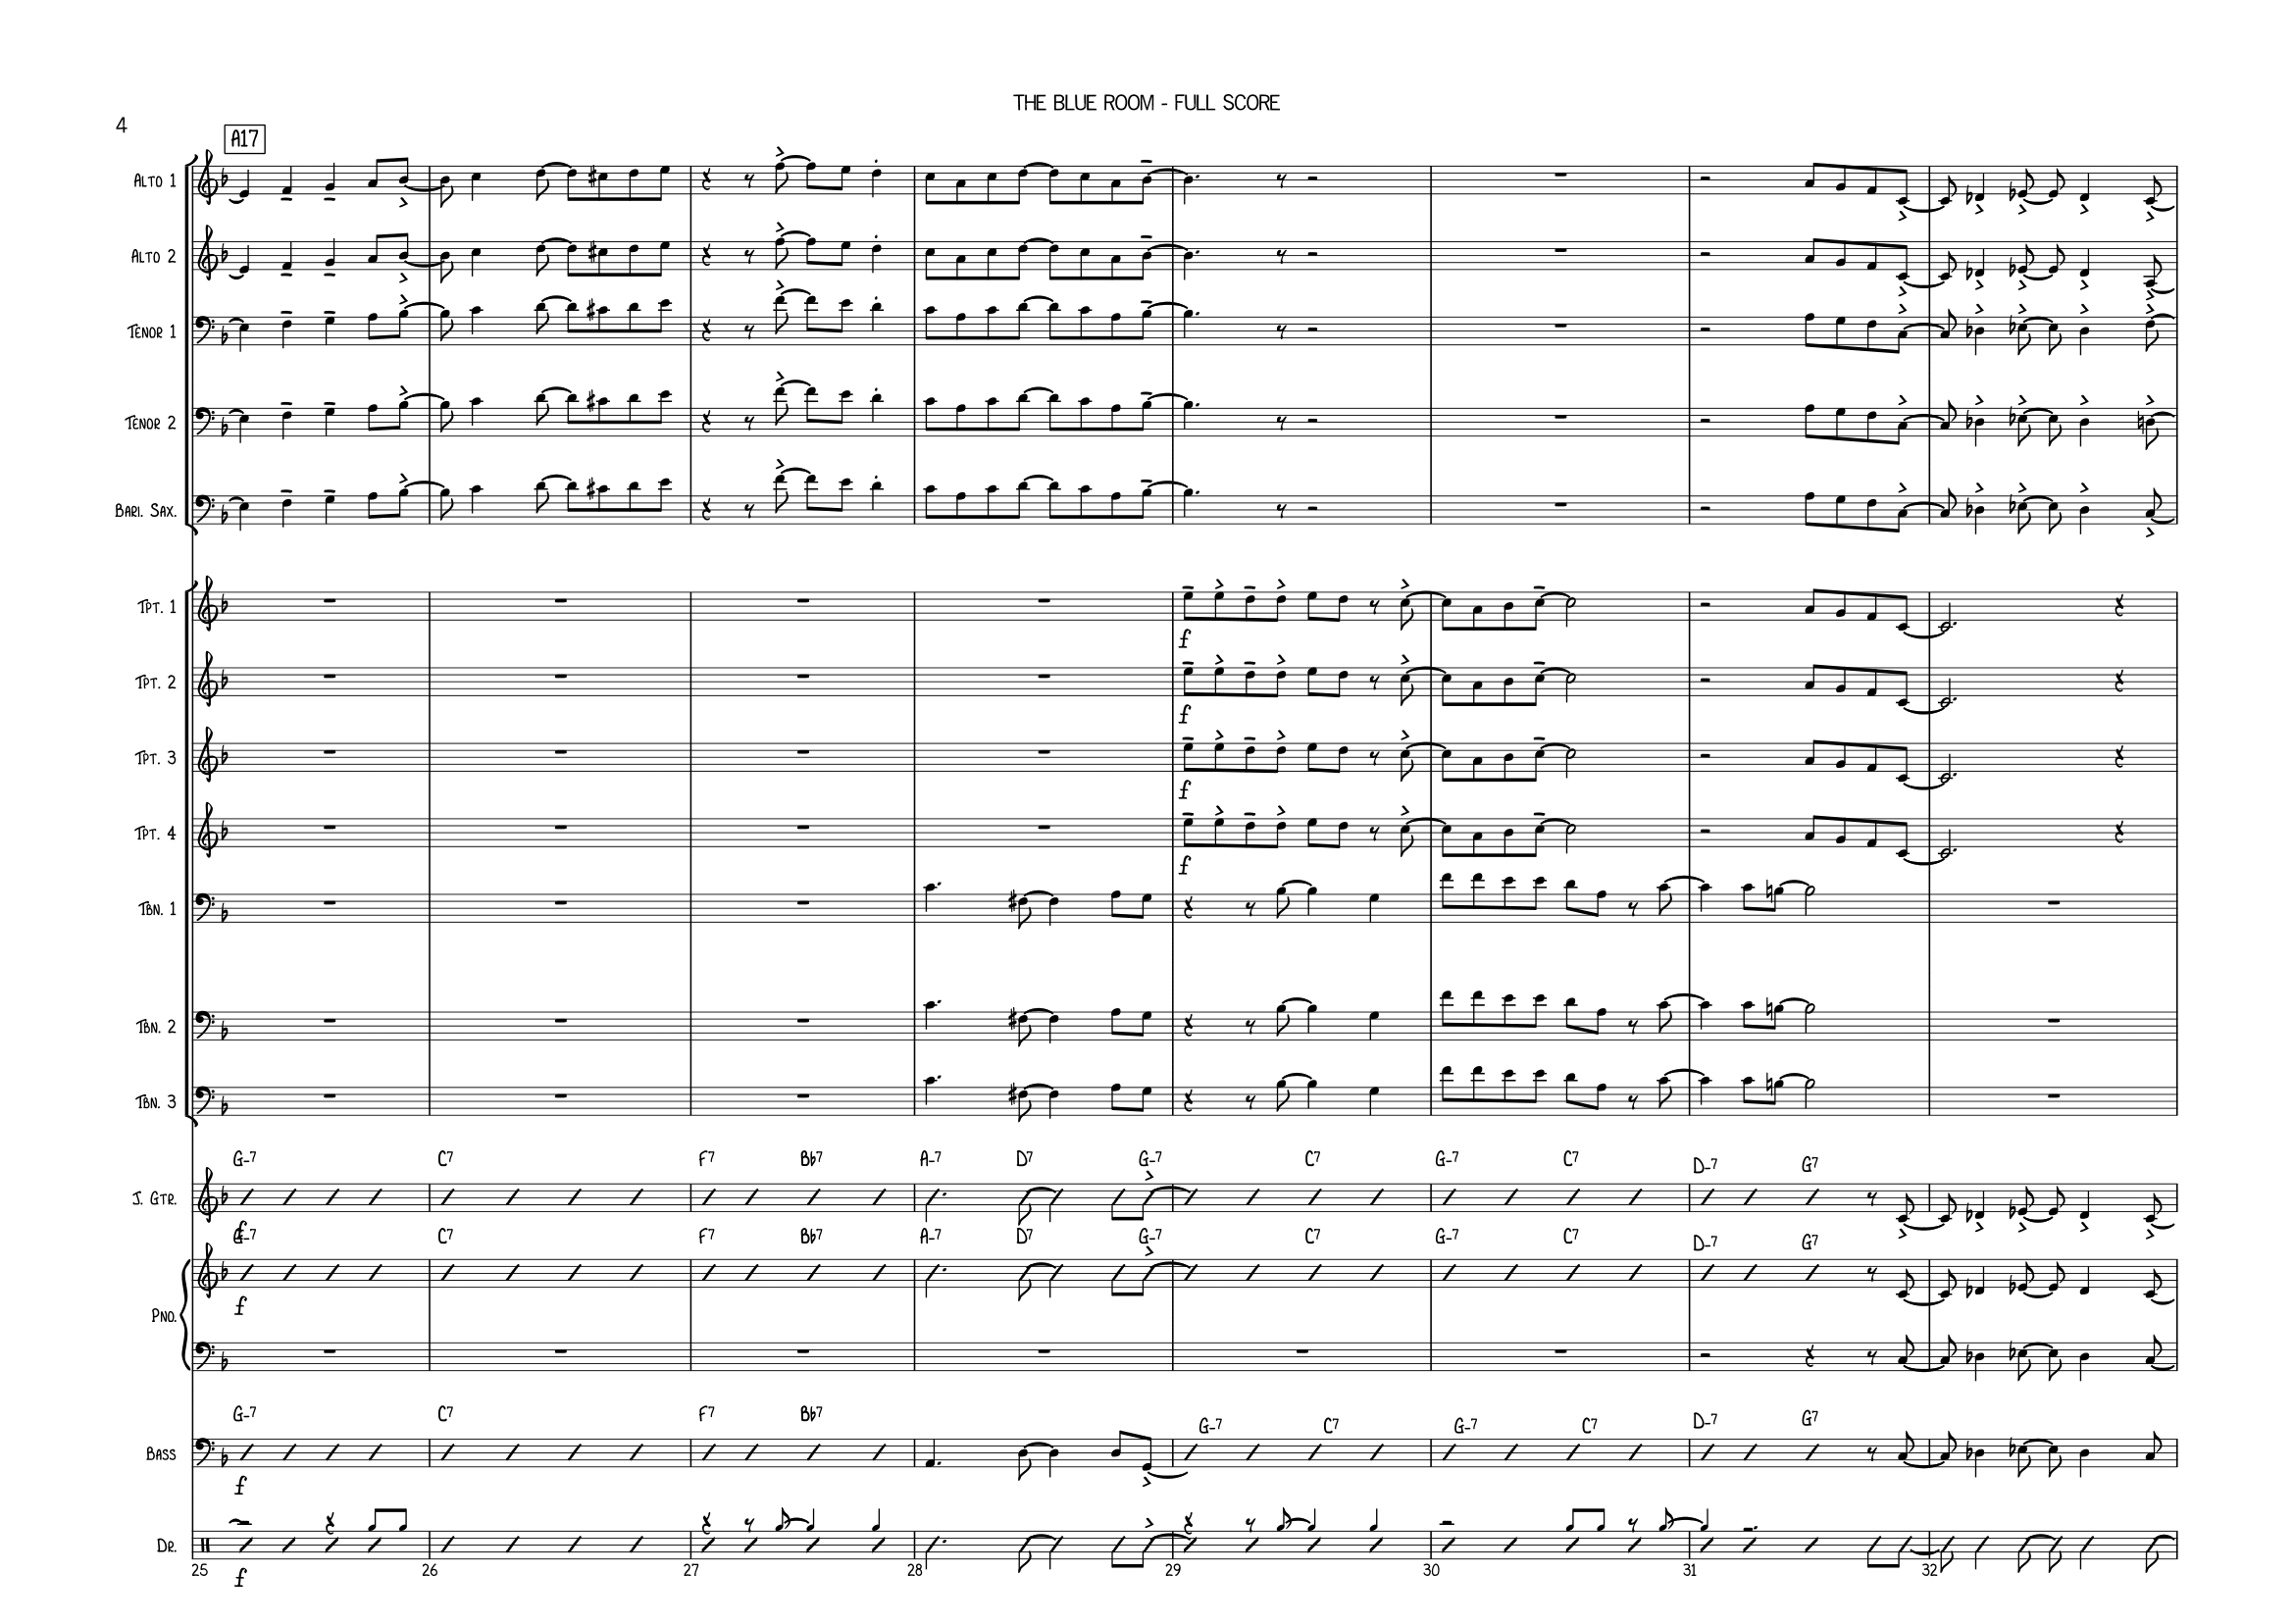 THE BLUE ROOM - FULL SCORE
4
A17
ALTO 1
ALTO 2
TENOR 1
TENOR 2
BARI. SAX.
TPT. 1
f
TPT. 2
f
TPT. 3
f
TPT. 4
f
TBN. 1
TBN. 2
TBN. 3
G-7 C7 F7 Bb7 A-7 D7 G-7 C7 G-7 C7 D-7 G7
J. GTR.
f
G-7 C7 F7 Bb7 A-7 D7 G-7 C7 G-7 C7 D-7 G7
f
PNO.
G-7 C7 F7 Bb7 G-7 C7 G-7 C7 D-7 G7
BASS
f
DR.
25 26 27 28 29 30 31 32
f